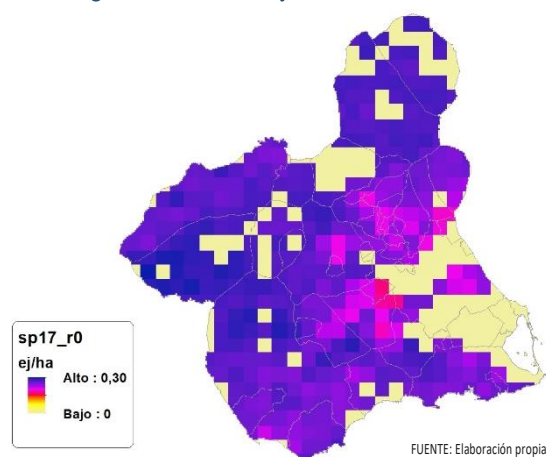 sp17_r0
ej/ha
Alto : 0,30
Bajo : 0
FUENTE: Elaboración propia